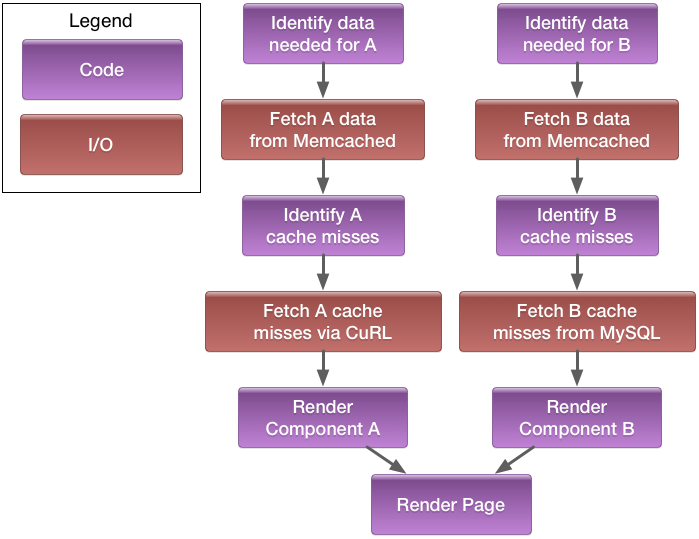 Legend
Code
I/O
Identify data
needed for A
Fetch A data
from Memcached
Identify A
cache misses
Fetch A cache
misses via CuRL
Render
Component A
Identify data
needed for B
Fetch B data
from Memcached
Identify B
cache misses
Fetch B cache
misses from MySQL
Render
Component B
Render Page